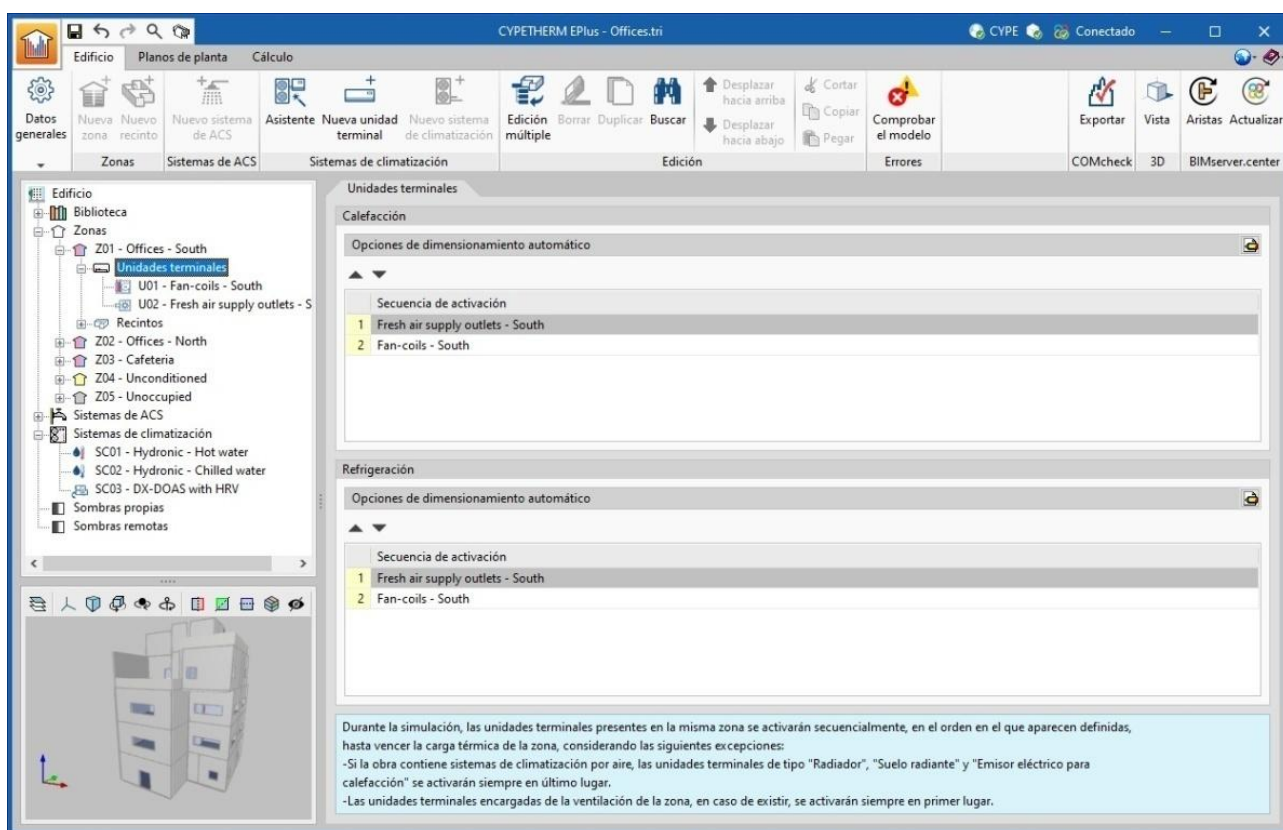 CYPETHERM EPlus - Offices.tri
CYPE
Conectado
Edificio
Planos de planta
Cálculo
Datos generales
Nueva zona
Nuevo recinto
Nuevo sistema de ACS
Asistente
Nueva unidad terminal
Nuevo sistema de climatización
Edición múltiple
Borrar
Duplicar
Buscar
Desplazar hacia arriba
Desplazar hacia abajo
Cortar
Copiar
Pegar
Comprobar el modelo
Exportar
Vista
Aristas
Actualizar
Zonas
Sistemas de ACS
Sistemas de climatización
Edición
Errores
COMcheck
3D
BIMserver.center
Edificio
Biblioteca
Zonas
Z01 - Offices - South
Unidades terminales
U01 - Fan-coils - South
U02 - Fresh air supply outlets - S
Recintos
Z02 - Offices - North
Z03 - Cafeteria
Z04 - Unconditioned
Z05 - Unoccupied
Sistemas de ACS
Sistemas de climatización
SC01 - Hydronic - Hot water
SC02 - Hydronic - Chilled water
SC03 - DX-DOAS with HRV
Sombras propias
Sombras remotas
Unidades terminales
Calefacción
Opciones de dimensionamiento automático
Secuencia de activación
1 Fresh air supply outlets - South
2 Fan-coils - South
Refrigeración
Opciones de dimensionamiento automático
Secuencia de activación
1 Fresh air supply outlets - South
2 Fan-coils - South
Durante la simulación, las unidades terminales presentes en la misma zona se activarán secuencialmente, en el orden en el que aparecen definidas,
hasta vencer la carga térmica de la zona, considerando las siguientes excepciones:
-Si la obra contiene sistemas de climatización por aire, las unidades terminales de tipo "Radiador", "Suelo radiante" y "Emisor eléctrico para
calefacción" se activarán siempre en último lugar.
-Las unidades terminales encargadas de la ventilación de la zona, en caso de existir, se activarán siempre en primer lugar.